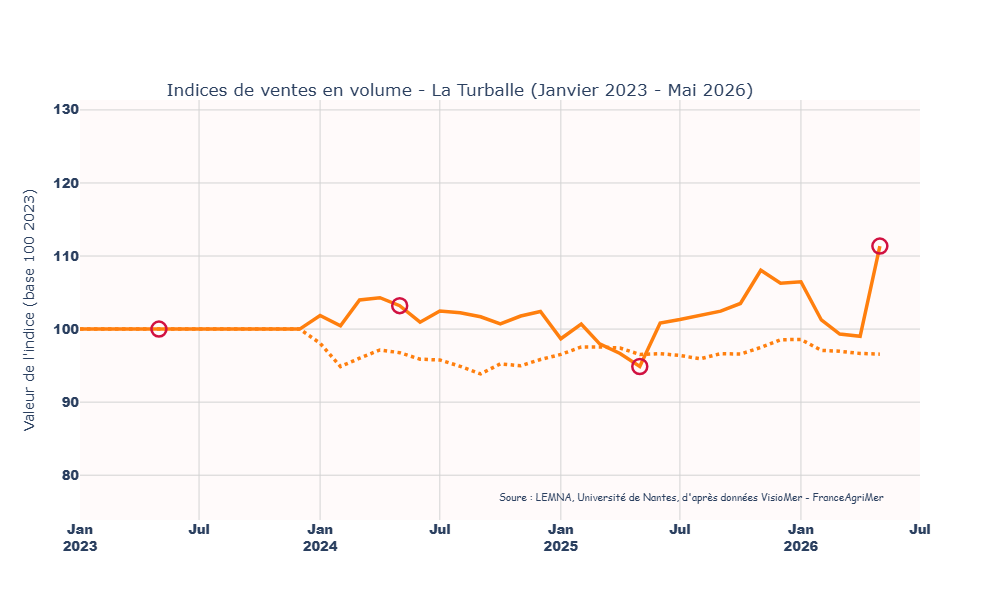 Indices de ventes en volume - La Turballe (Janvier 2023 - Mai 2026)
Valeur de l'indice (base 100 2023)
130
120
110
100
90
80
Soure : LEMNA, Université de Nantes, d'après données VisioMer - FranceAgriMer
Jan Jul Jan Jul Jan Jul Jan Jul
2023 2024 2025 2026